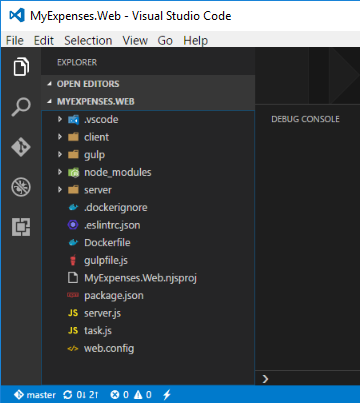 MyExpenses.Web - Visual Studio Code
File Edit Selection View Go Help
EXPLORER
OPEN EDITORS
MYEXPENSES.WEB
DEBUG CONSOLE
.vscode
client
gulp
node_modules
server
.dockerignore
.eslintrc.json
Dockerfile
gulpfile.js
MyExpenses.Web.njsproj
package.json
JS server.js
JS task.js
web.config
master 0↓ 2↑ 0 0